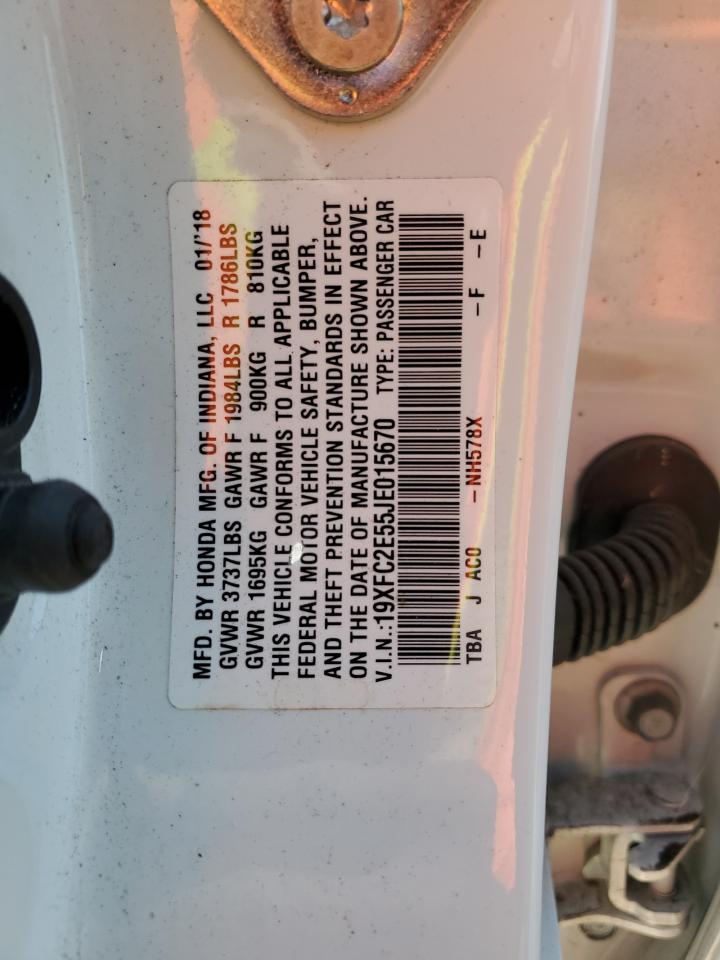 MFD. BY HONDA MFG. OF INDIANA, LLC 01/'18
GVWR 3737LBS GAWR F 1984LBS R 1786LBS
GVWR 1695KG GAWR F 900KG R 810KG
THIS VEHICLE CONFORMS TO ALL APPLICABLE
FEDERAL MOTOR VEHICLE SAFETY, BUMPER,
AND THEFT PREVENTION STANDARDS IN EFFECT
ON THE DATE OF MANUFACTURE SHOWN ABOVE.
V.I.N.:19XFC2E55JE015670 TYPE: PASSENGER CAR
TBA J AC0 -NH578X -F -E